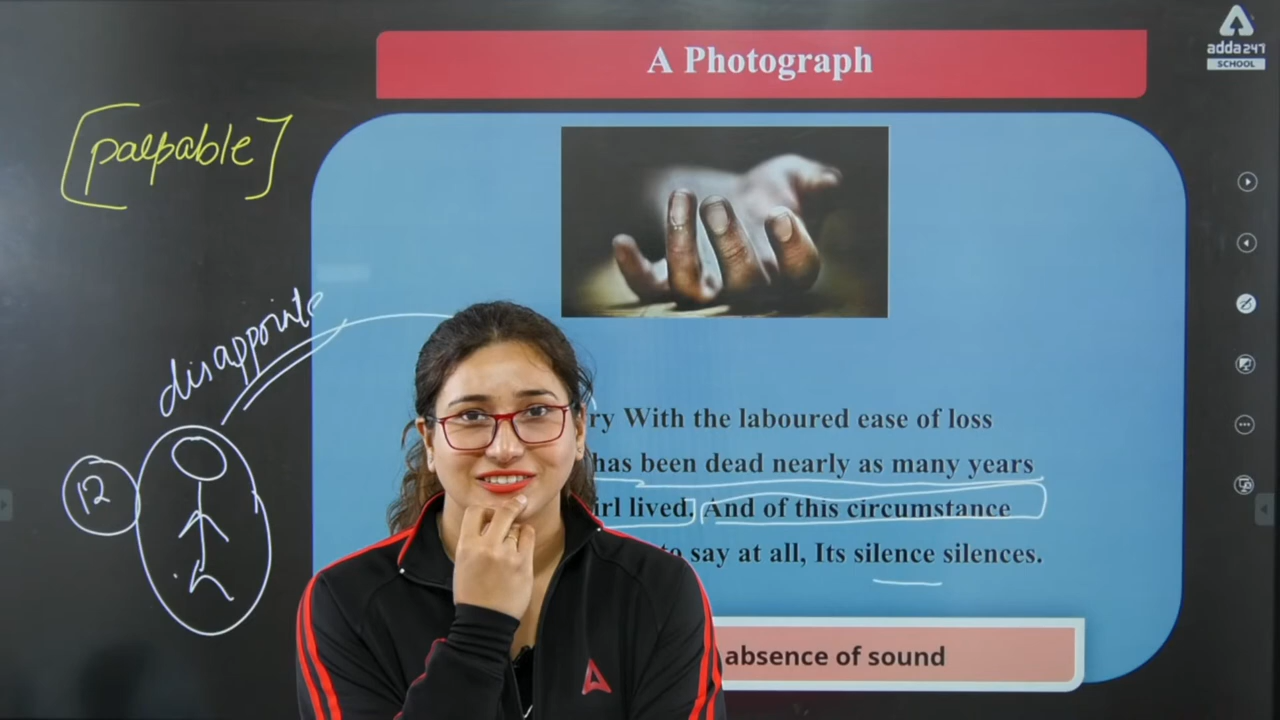 A Photograph
adda247
SCHOOL
[palpable]
disappointe
12
ry With the laboured ease of loss
has been dead nearly as many years
irl lived. And of this circumstance
to say at all, Its silence silences.
absence of sound